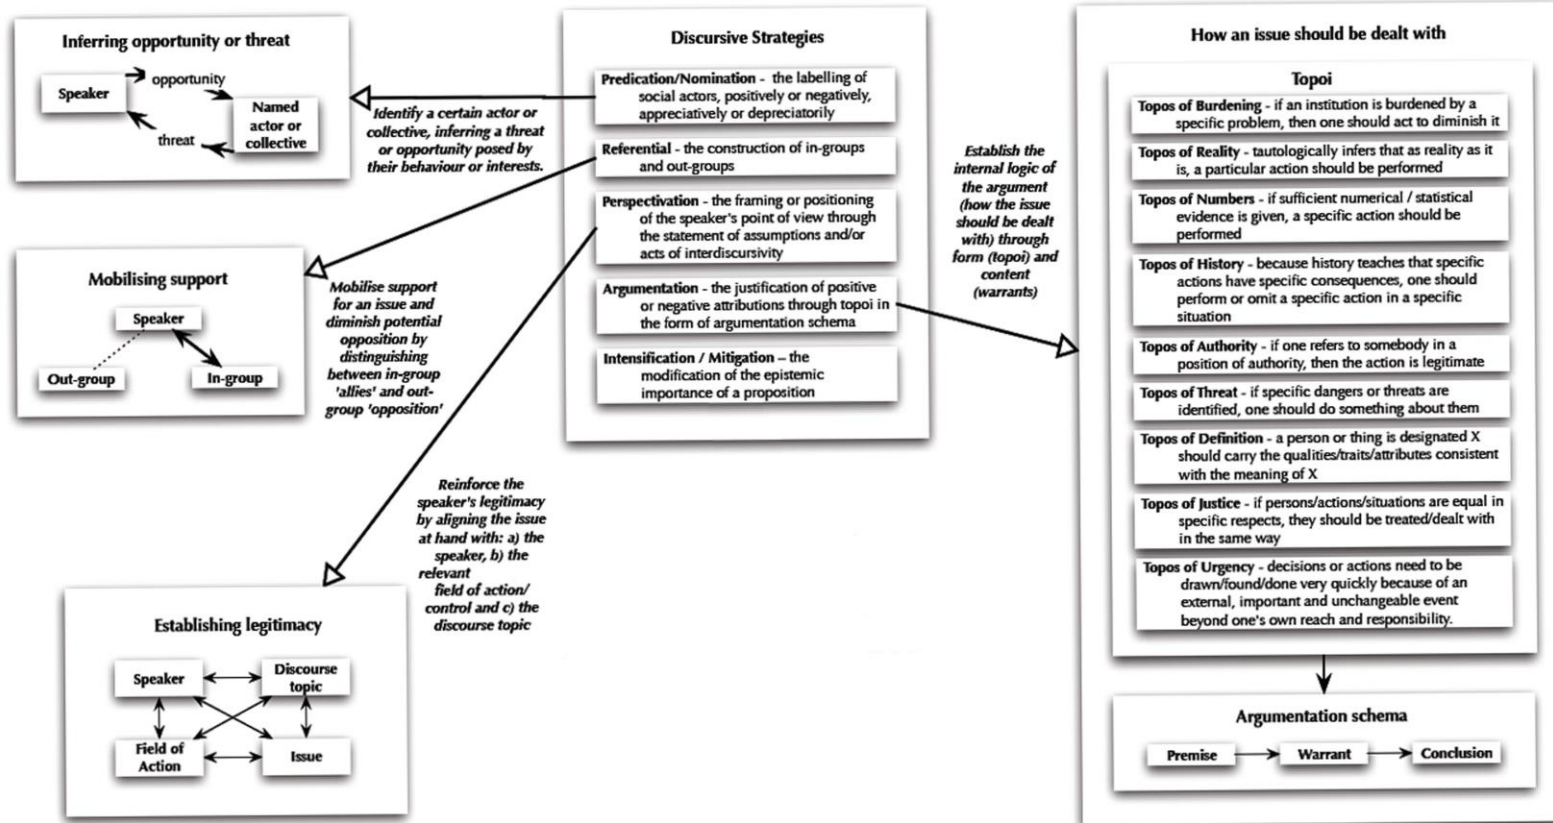 Inferring opportunity or threat
Speaker
opportunity
Named
actor or
collective
threat
Identify a certain actor or
collective, inferring a threat
or opportunity posed by
their behaviour or interests.
Mobilising support
Speaker
Out-group
In-group
Mobilise support
for an issue and
diminish potential
opposition by
distinguishing
between in-group
'allies' and out-
group 'opposition'
Establishing legitimacy
Speaker
Discourse
topic
Field of
Action
Issue
Reinforce the
speaker's legitimacy
by aligning the issue
at hand with: a) the
speaker, b) the
relevant
field of action/
control and c) the
discourse topic
Discursive Strategies
Predication/Nomination - the labelling of
social actors, positively or negatively,
appreciatively or depreciatorily
Referential - the construction of in-groups
and out-groups
Perspectivation - the framing or positioning
of the speaker's point of view through
the statement of assumptions and/or
acts of interdiscursivity
Argumentation - the justification of positive
or negative attributions through topoi in
the form of argumentation schema
Intensification / Mitigation – the
modification of the epistemic
importance of a proposition
Establish the
internal logic of
the argument
(how the issue
should be dealt
with) through
form (topoi) and
content
(warrants)
How an issue should be dealt with
Topoi
Topos of Burdening - if an institution is burdened by a
specific problem, then one should act to diminish it
Topos of Reality - tautologically infers that as reality as it
is, a particular action should be performed
Topos of Numbers - if sufficient numerical / statistical
evidence is given, a specific action should be
performed
Topos of History - because history teaches that specific
actions have specific consequences, one should
perform or omit a specific action in a specific
situation
Topos of Authority - if one refers to somebody in a
position of authority, then the action is legitimate
Topos of Threat - if specific dangers or threats are
identified, one should do something about them
Topos of Definition - a person or thing is designated X
should carry the qualities/traits/attributes consistent
with the meaning of X
Topos of Justice - if persons/actions/situations are equal in
specific respects, they should be treated/dealt with
in the same way
Topos of Urgency - decisions or actions need to be
drawn/found/done very quickly because of an
external, important and unchangeable event
beyond one's own reach and responsibility.
Argumentation schema
Premise
Warrant
Conclusion